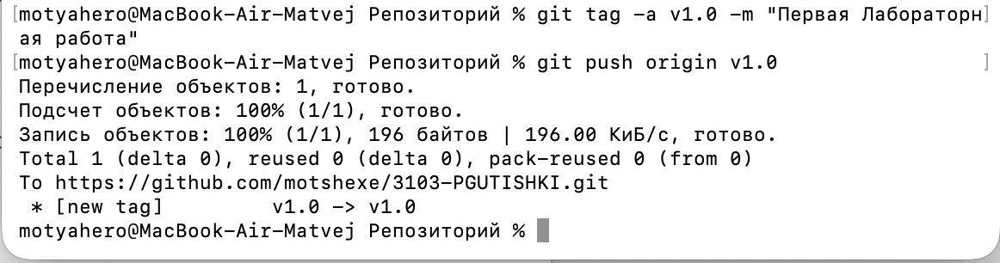 [motyahero@MacBook-Air-Matvej Репозиторий % git tag -a v1.0 -m "Первая Лабораторн]
ая работа"
[motyahero@MacBook-Air-Matvej Репозиторий % git push origin v1.0 ]
Перечисление объектов: 1, готово.
Подсчет объектов: 100% (1/1), готово.
Запись объектов: 100% (1/1), 196 байтов | 196.00 КиБ/с, готово.
Total 1 (delta 0), reused 0 (delta 0), pack-reused 0 (from 0)
To https://github.com/motshexe/3103-PGUTISHKI.git
 * [new tag]         v1.0 -> v1.0
motyahero@MacBook-Air-Matvej Репозиторий %